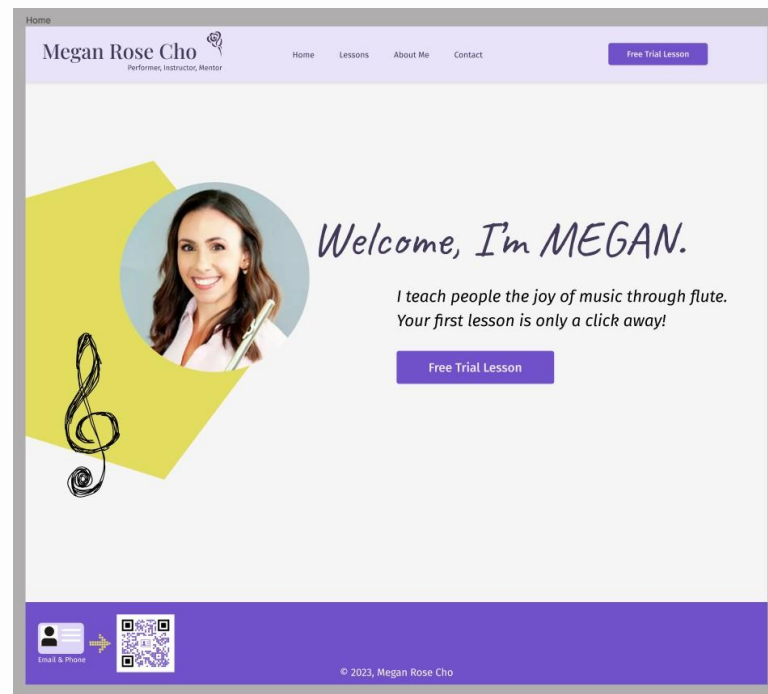 Home
Megan Rose Cho
Performer, Instructor, Mentor
Home Lessons About Me Contact
Free Trial Lesson
Welcome, I'm MEGAN.
I teach people the joy of music through flute.
Your first lesson is only a click away!
Free Trial Lesson
Email & Phone
© 2023, Megan Rose Cho